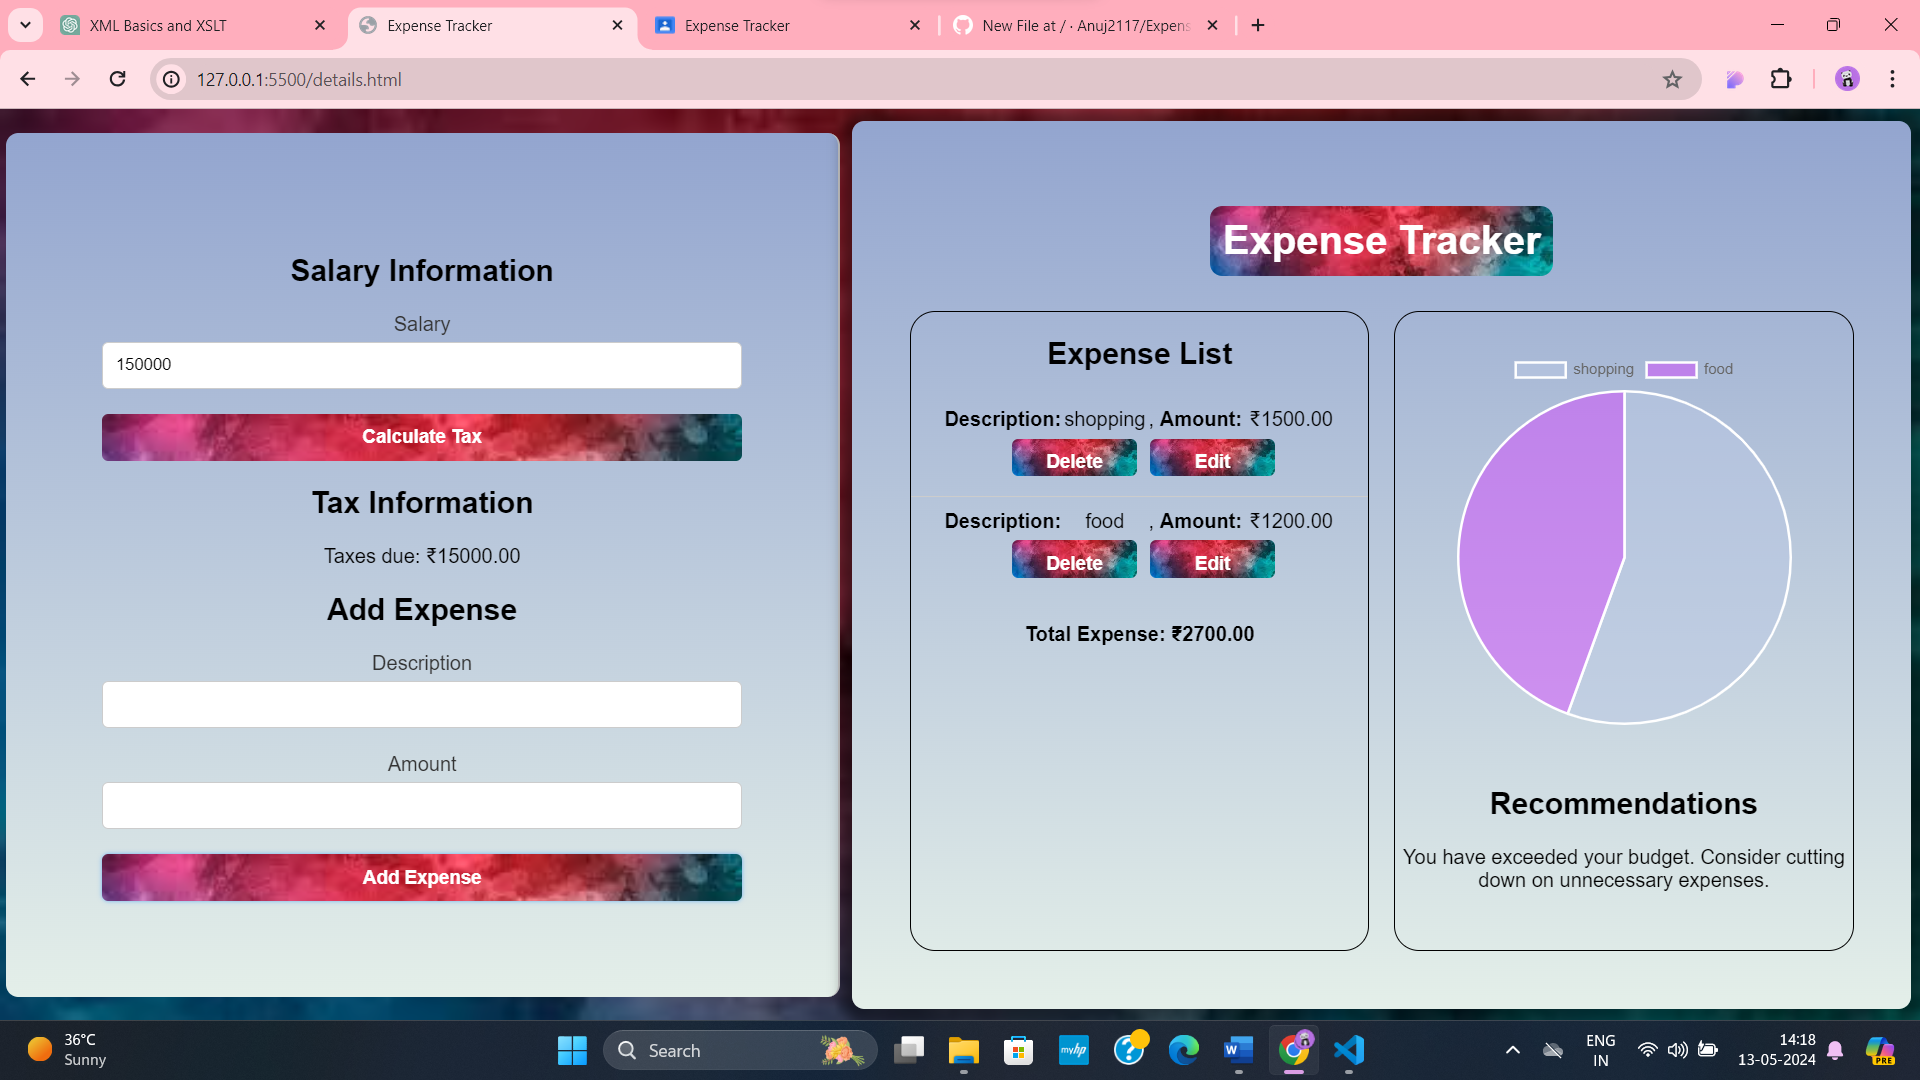 XML Basics and XSLT
Expense Tracker
Expense Tracker
New File at / · Anuj2117/Expens
127.0.0.1:5500/details.html
Salary Information
Salary
150000
Calculate Tax
Tax Information
Taxes due: ₹15000.00
Add Expense
Description
Amount
Add Expense
Expense Tracker
Expense List
Description: shopping , Amount: ₹1500.00
Delete Edit
Description: food , Amount: ₹1200.00
Delete Edit
Total Expense: ₹2700.00
shopping food
Recommendations
You have exceeded your budget. Consider cutting
down on unnecessary expenses.
36°C
Sunny
Search
myhp
W
ENG
IN
14:18
13-05-2024
PRE